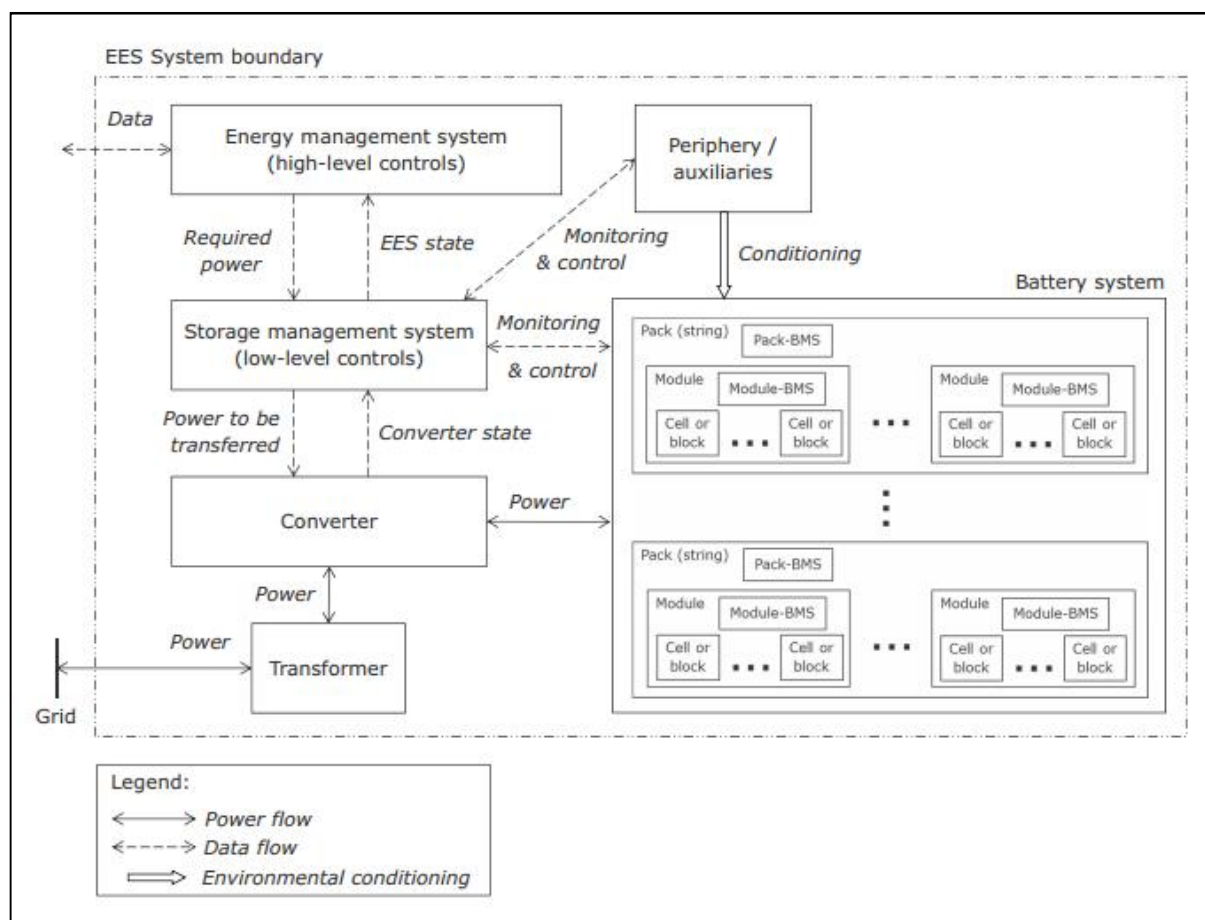 EES System boundary
Data
Energy management system
(high-level controls)
Periphery /
auxiliaries
Required
power
EES state
Monitoring
& control
Conditioning
Battery system
Storage management system
(low-level controls)
Monitoring
& control
Power to be
transferred
Converter state
Converter
Power
Power
Power
Transformer
Grid
Pack (string)
Pack-BMS
Module
Module-BMS
Cell or
block
Cell or
block
Module
Module-BMS
Cell or
block
Cell or
block
Pack (string)
Pack-BMS
Module
Module-BMS
Cell or
block
Cell or
block
Module
Module-BMS
Cell or
block
Cell or
block
Legend:
Power flow
Data flow
Environmental conditioning